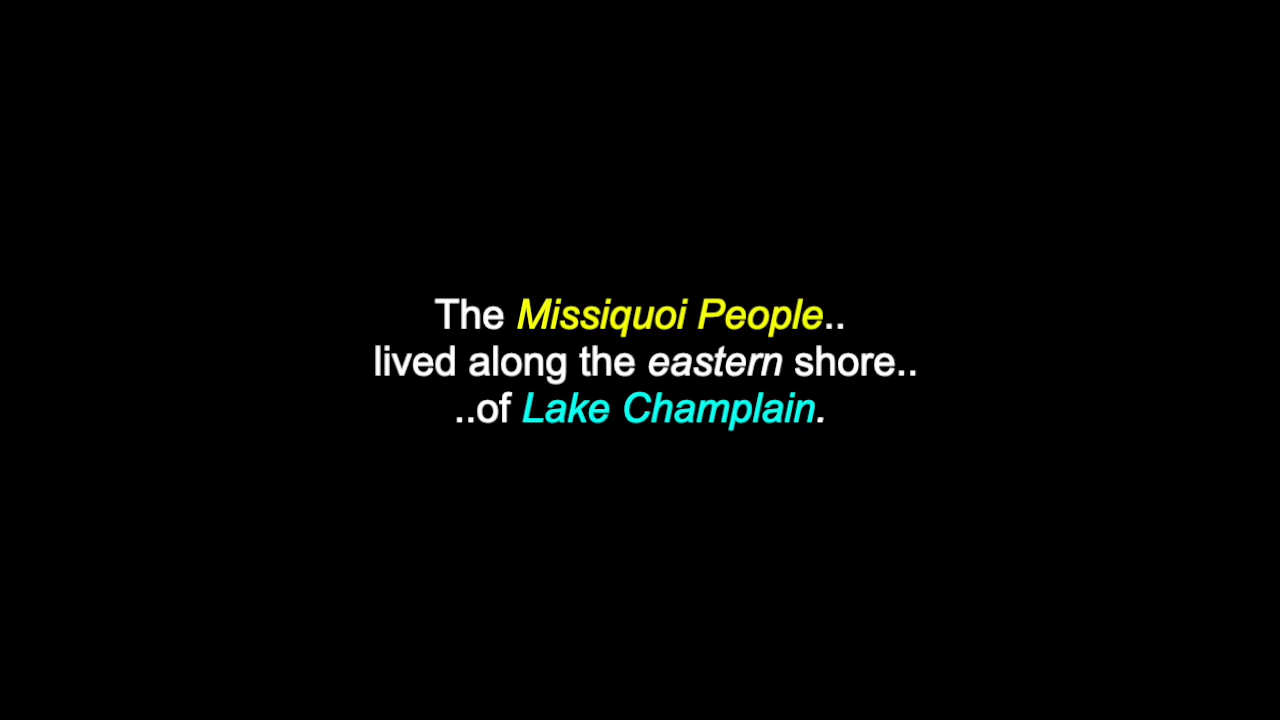 The Missiquoi People..
lived along the eastern shore..
..of Lake Champlain.